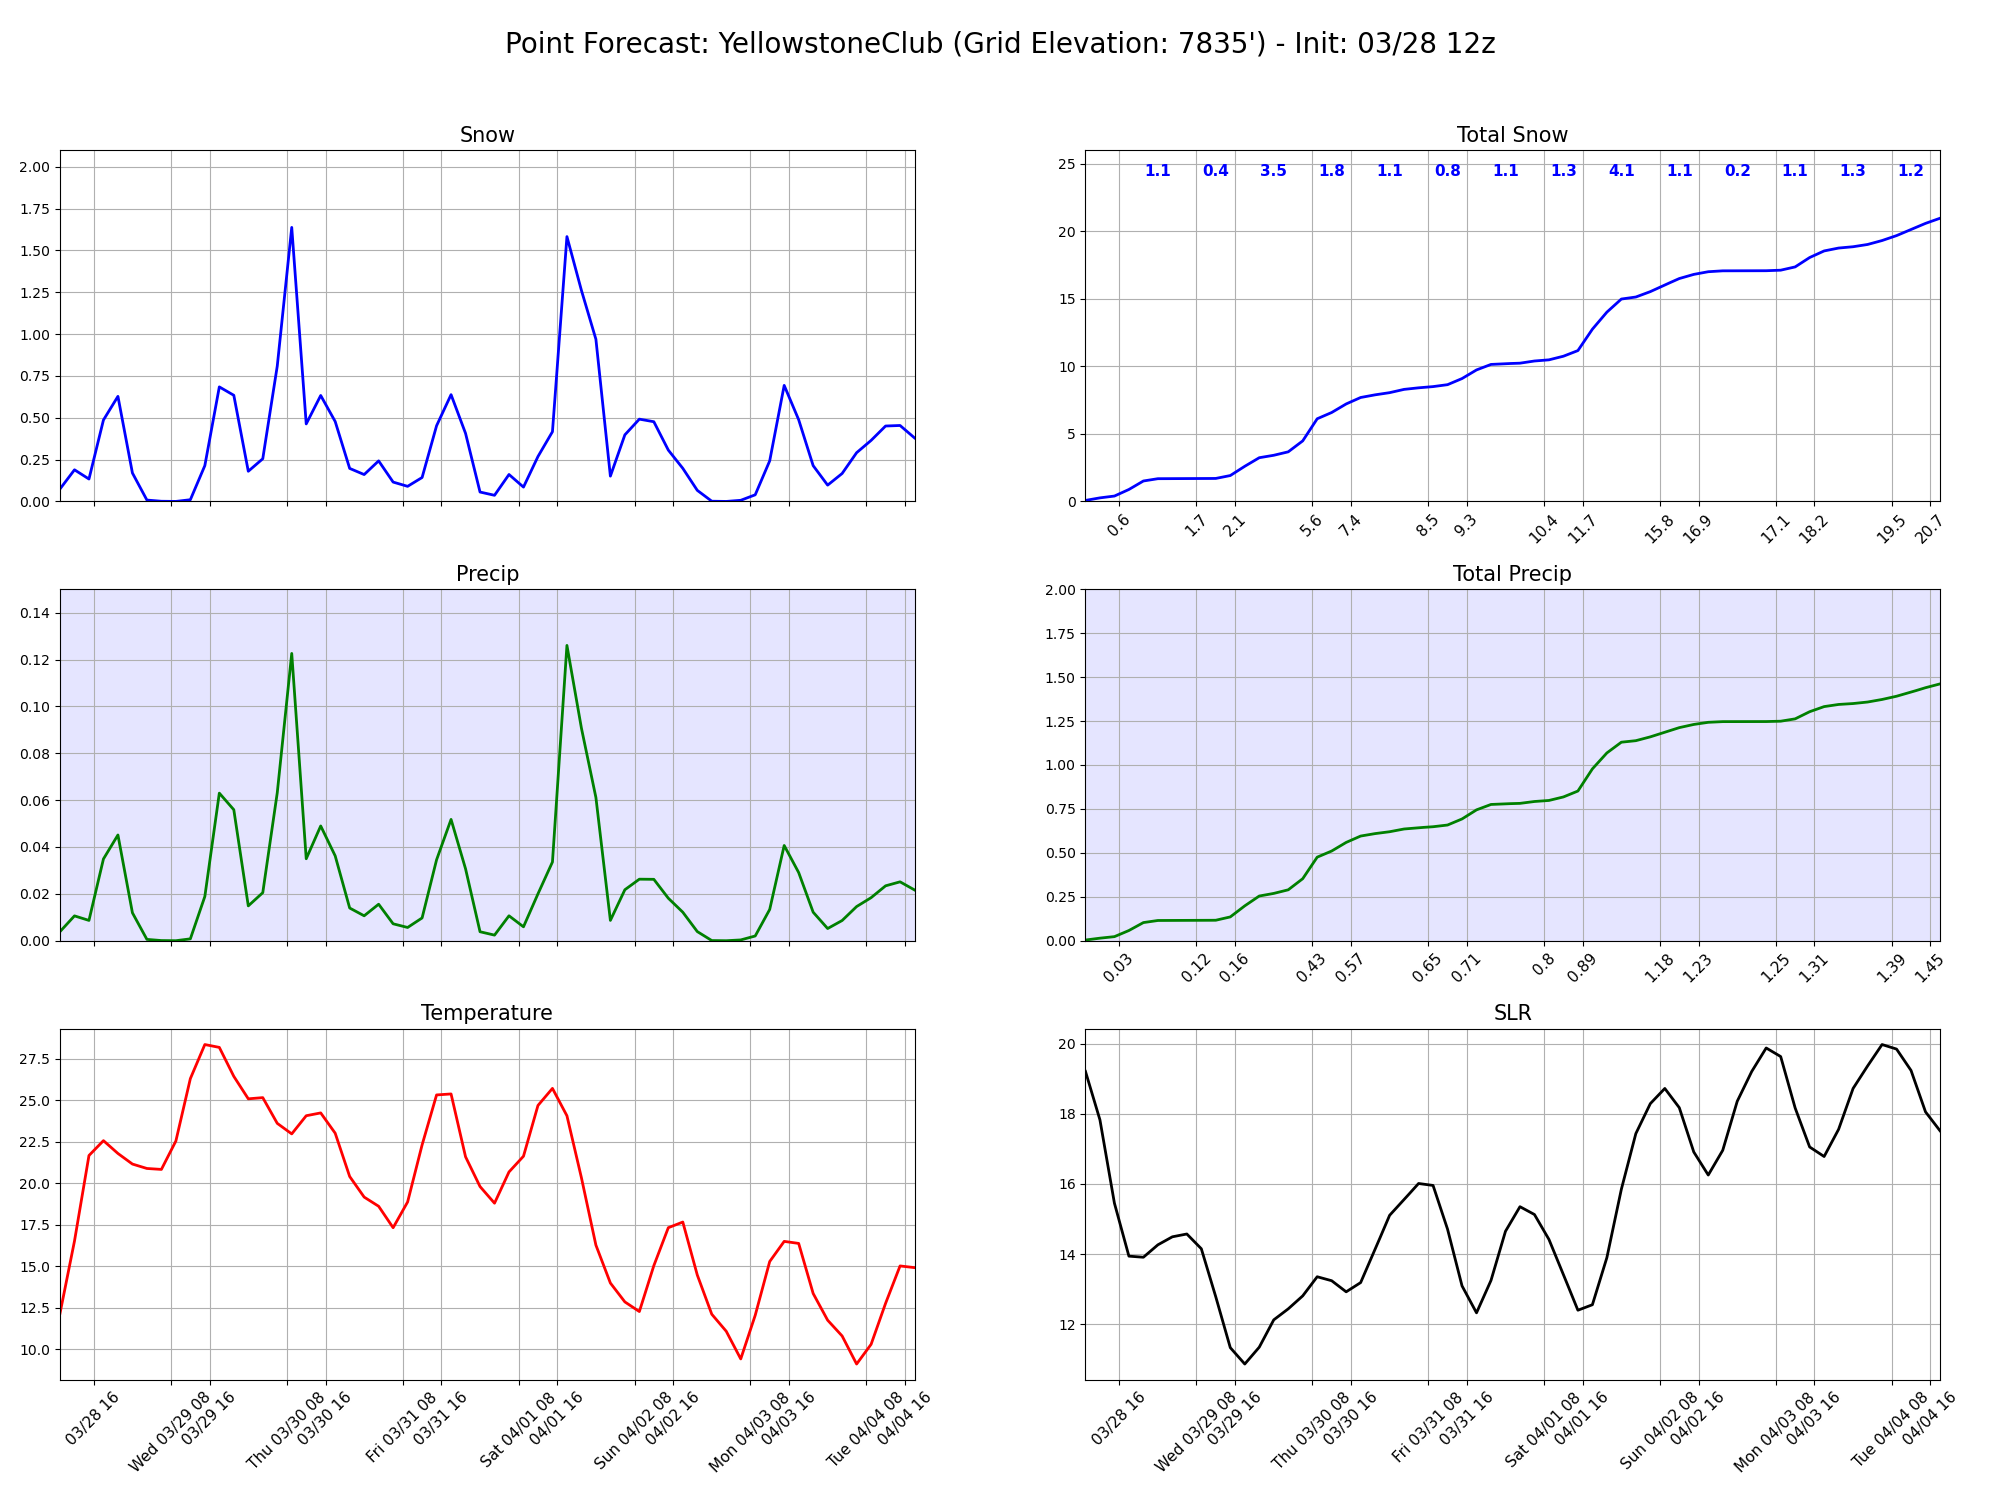 Point Forecast: YellowstoneClub (Grid Elevation: 7835') - Init: 03/28 12z
Snow
2.00
1.75
1.50
1.25
1.00
0.75
0.50
0.25
0.00
Total Snow
25
20
15
10
5
0
1.1 0.4 3.5 1.8 1.1 0.8 1.1 1.3 4.1 1.1 0.2 1.1 1.3 1.2
0.6 1.7 2.1 5.6 7.4 8.5 9.3 10.4 11.7 15.8 16.9 17.1 18.2 19.5 20.7
Precip
0.14
0.12
0.10
0.08
0.06
0.04
0.02
0.00
Total Precip
2.00
1.75
1.50
1.25
1.00
0.75
0.50
0.25
0.00
0.03 0.12 0.16 0.43 0.57 0.65 0.71 0.8 0.89 1.18 1.23 1.25 1.31 1.39 1.45
Temperature
27.5
25.0
22.5
20.0
17.5
15.0
12.5
10.0
03/28 16
Wed 03/29 08
03/29 16
Thu 03/30 08
03/30 16
Fri 03/31 08
03/31 16
Sat 04/01 08
04/01 16
Sun 04/02 08
04/02 16
Mon 04/03 08
04/03 16
Tue 04/04 08
04/04 16
SLR
20
18
16
14
12
03/28 16
Wed 03/29 08
03/29 16
Thu 03/30 08
03/30 16
Fri 03/31 08
03/31 16
Sat 04/01 08
04/01 16
Sun 04/02 08
04/02 16
Mon 04/03 08
04/03 16
Tue 04/04 08
04/04 16